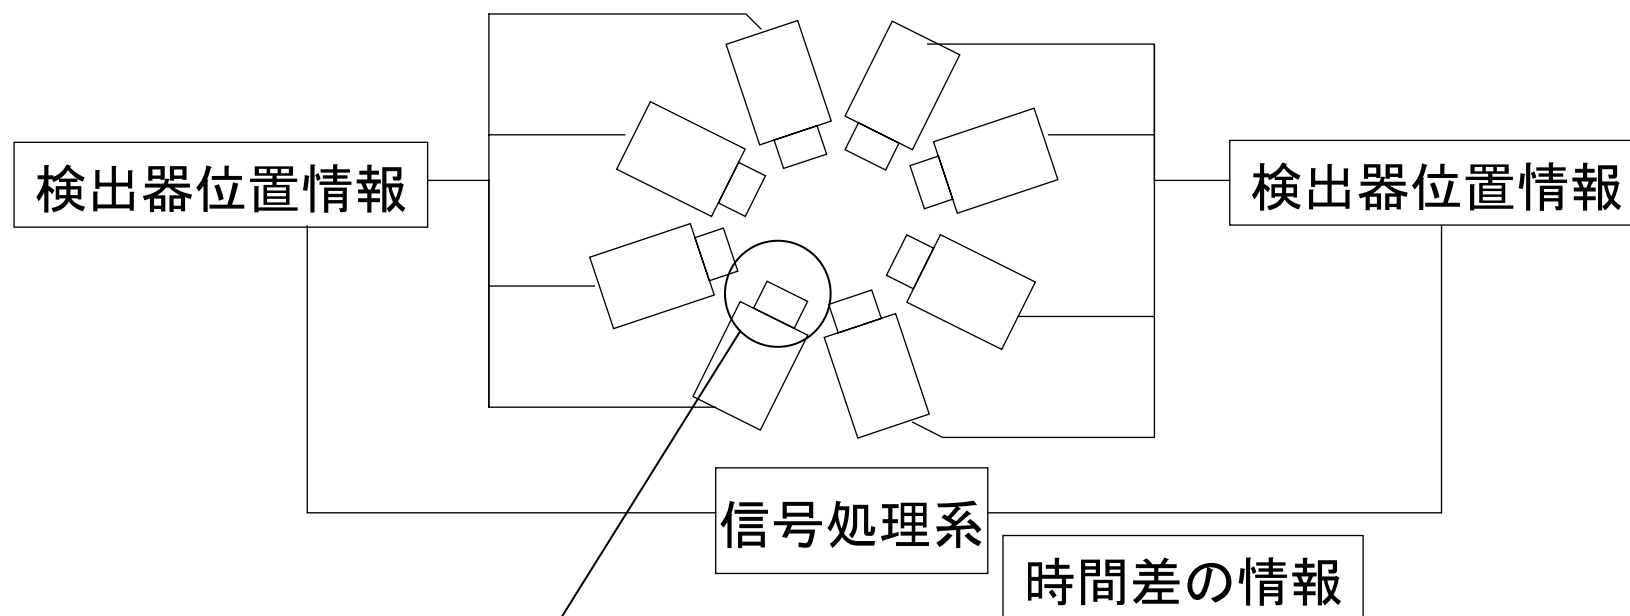 検出器位置情報
検出器位置情報
信号処理系
時間差の情報